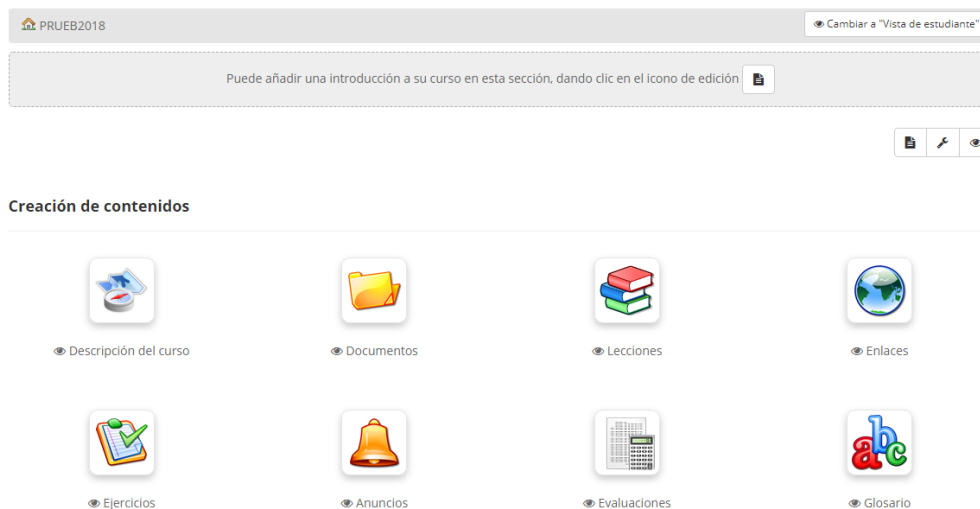 PRUEB2018
Cambiar a "Vista de estudiante"
Puede añadir una introducción a su curso en esta sección, dando clic en el icono de edición
Creación de contenidos
Descripción del curso
Documentos
Lecciones
Enlaces
abc
Ejercicios
Anuncios
Evaluaciones
Glosario